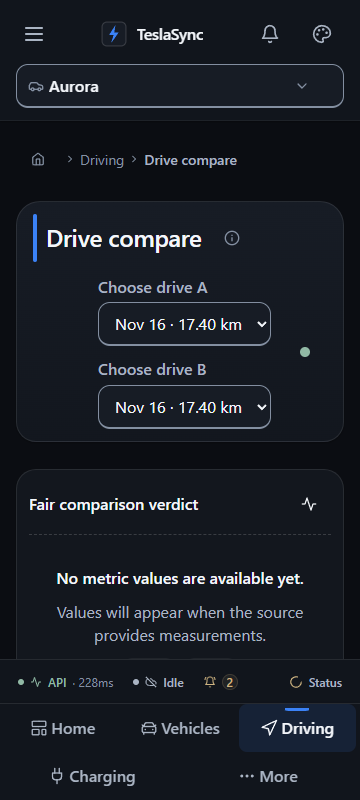 TeslaSync
Aurora
Driving
Drive compare
Drive compare
Choose drive A
Nov 16 · 17.40 km
Choose drive B
Nov 16 · 17.40 km
Fair comparison verdict
No metric values are available yet.
Values will appear when the source
provides measurements.
API · 228ms
Idle
2
Status
Home
Vehicles
Driving
Charging
More